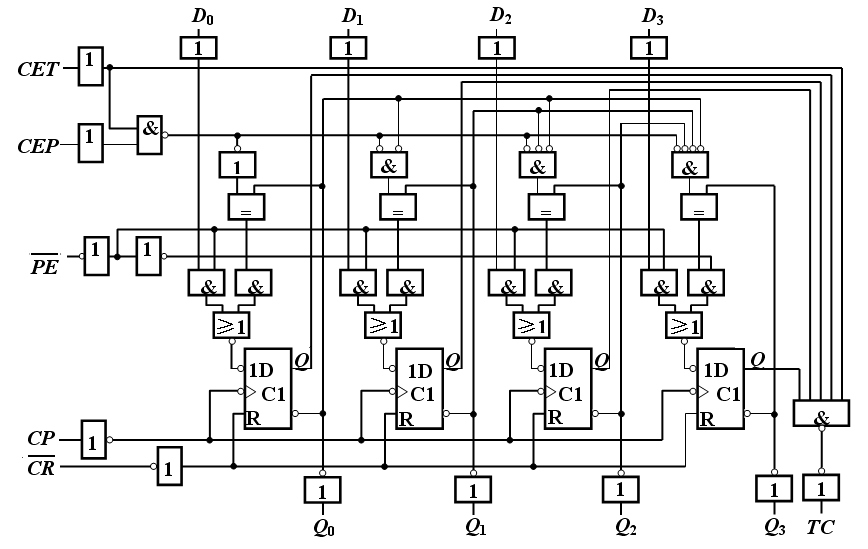 D0 D1 D2 D3
1 1 1 1
CET 1
CEP 1 &
1 & & &
= = = =
PE 1 1
& & & & & & & &
≥1 ≥1 ≥1 ≥1
1D Q 1D Q 1D Q 1D Q
C1 C1 C1 C1
R R R R &
CP 1
CR 1
1 1 1 1 1
Q0 Q1 Q2 Q3 TC